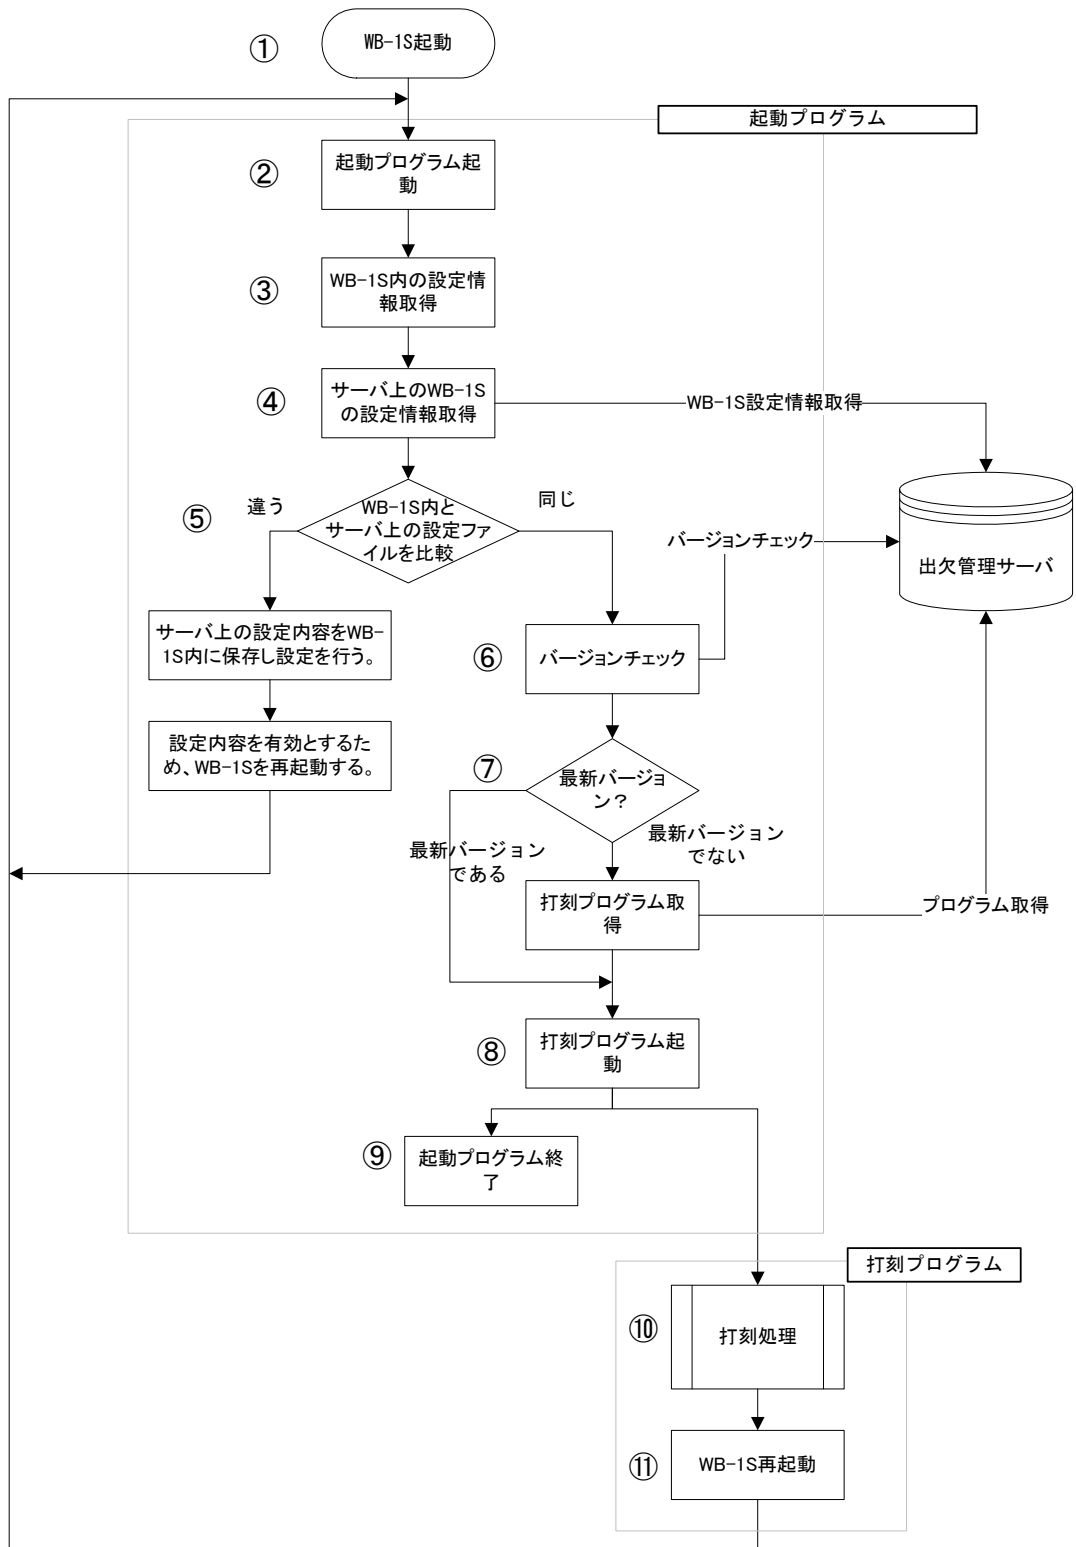 ①
WB-1S起動
起動プログラム
②
起動プログラム起
動
③
WB-1S内の設定情
報取得
④
サーバ上のWB-1S
の設定情報取得
WB-1S設定情報取得
⑤
違う
WB-1S内と
サーバ上の設定ファ
イルを比較
同じ
バージョンチェック
出欠管理サーバ
サーバ上の設定内容をWB-
1S内に保存し設定を行う。
⑥
バージョンチェック
設定内容を有効とするた
め、WB-1Sを再起動する。
⑦
最新バージョ
ン？
最新バージョン
である
最新バージョン
でない
打刻プログラム取
得
プログラム取得
⑧
打刻プログラム起
動
⑨
起動プログラム終
了
打刻プログラム
⑩
打刻処理
⑪
WB-1S再起動